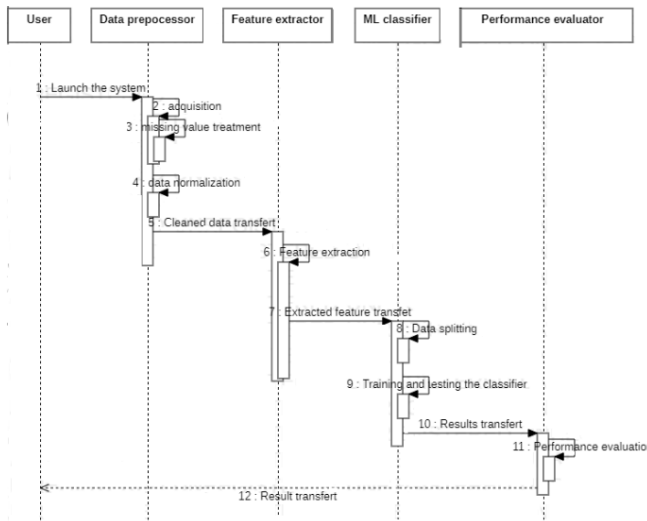 User
Data prepocessor
Feature extractor
ML classifier
Performance evaluator
1 : Launch the system
2 : acquisition
3 : missing value treatment
4 : data normalization
5 : Cleaned data transfert
6 : Feature extraction
7 : Extracted feature transfet
8 : Data splitting
9 : Training and testing the classifier
10 : Results transfert
11 : Performance evaluatio
12 : Result transfert